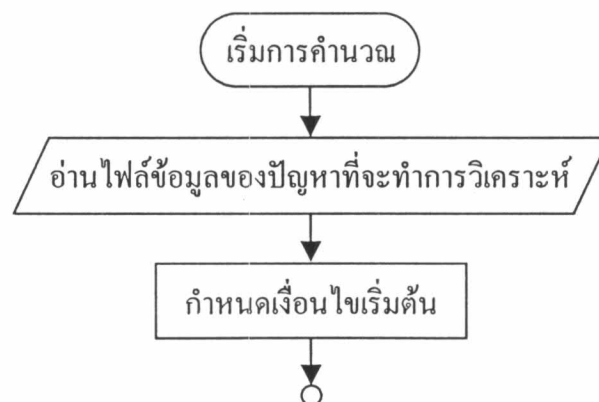 เริ่มการคำนวณ
อ่านไฟล์ข้อมูลของปัญหาที่จะทำการวิเคราะห์
กำหนดเงื่อนไขเริ่มต้น